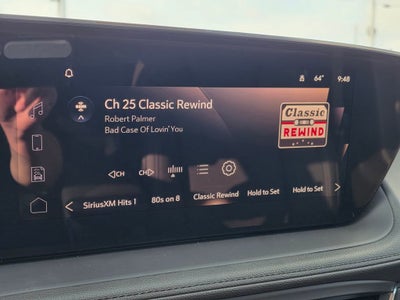 64° 9:48
Ch 25 Classic Rewind
Robert Palmer
Bad Case Of Lovin' You
Classic
REWIND
CH CH
SiriusXM Hits 1 80s on 8 Classic Rewind Hold to Set Hold to Set